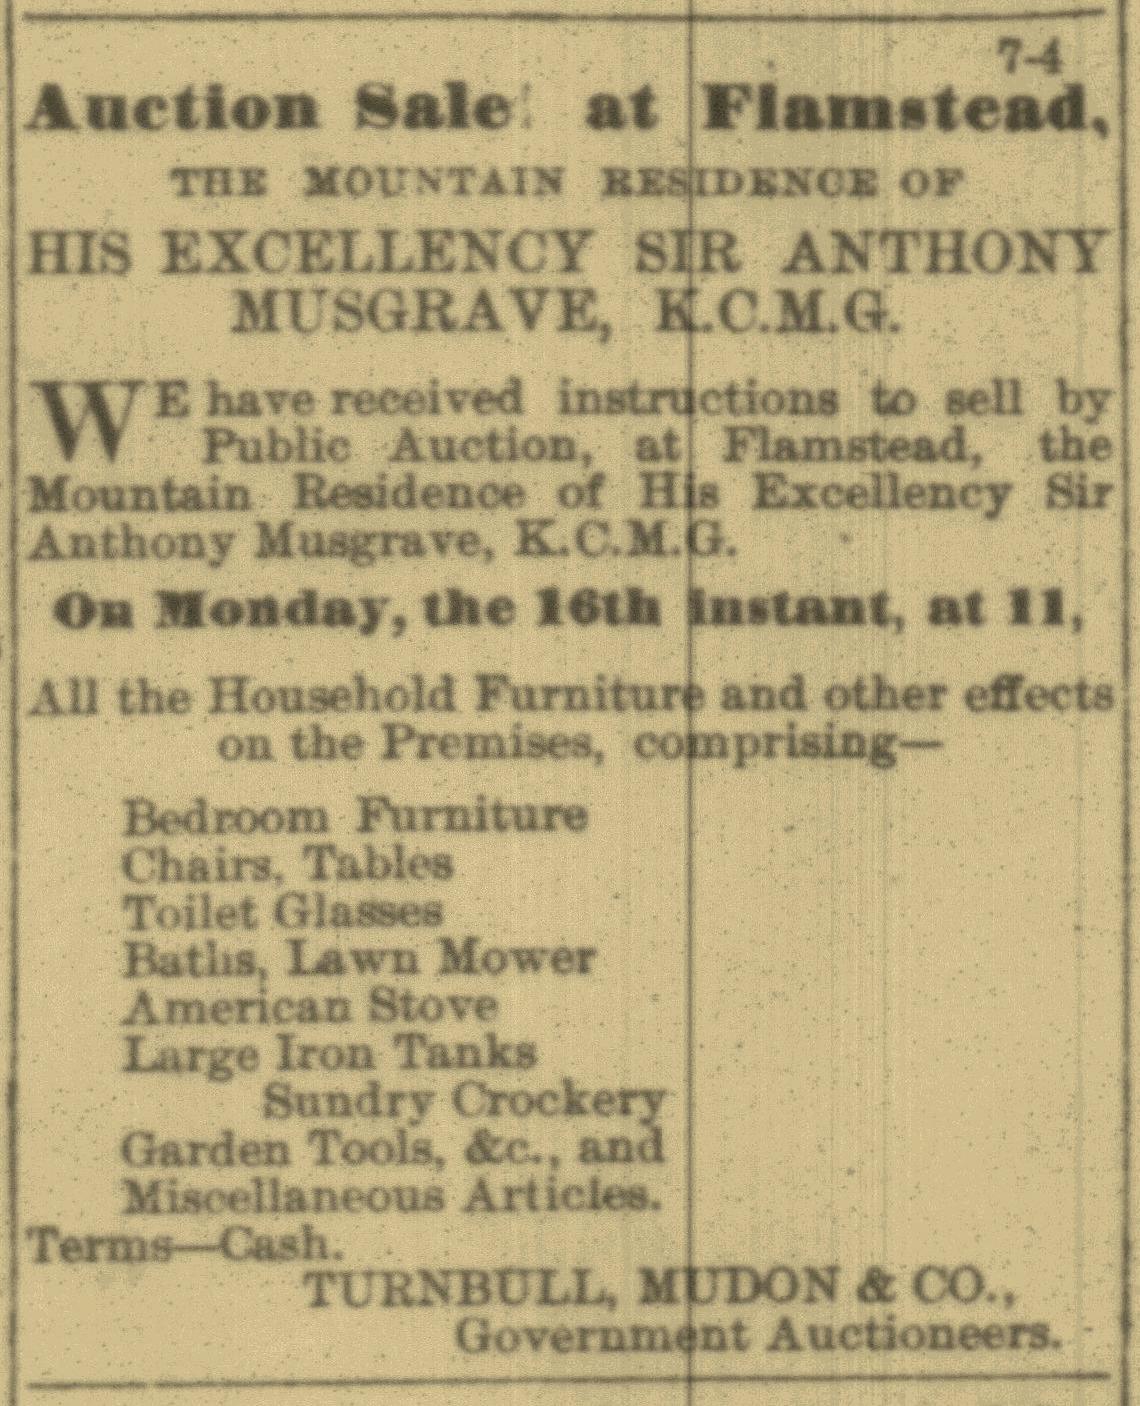 7-4
Auction Sale at Flamstead,
THE MOUNTAIN RESIDENCE OF
HIS EXCELLENCY SIR ANTHONY
MUSGRAVE, K.C.M.G.
WE have received instructions to sell by
Public Auction, at Flamstead, the
Mountain Residence of His Excellency Sir
Anthony Musgrave, K.C.M.G.
On Monday, the 16th instant, at 11,
All the Household Furniture and other effects
on the Premises, comprising—
Bedroom Furniture
Chairs, Tables
Toilet Glasses
Baths, Lawn Mower
American Stove
Large Iron Tanks
Sundry Crockery
Garden Tools, &c., and
Miscellaneous Articles.
Terms—Cash.
TURNBULL, MUDON & CO.,
Government Auctioneers.